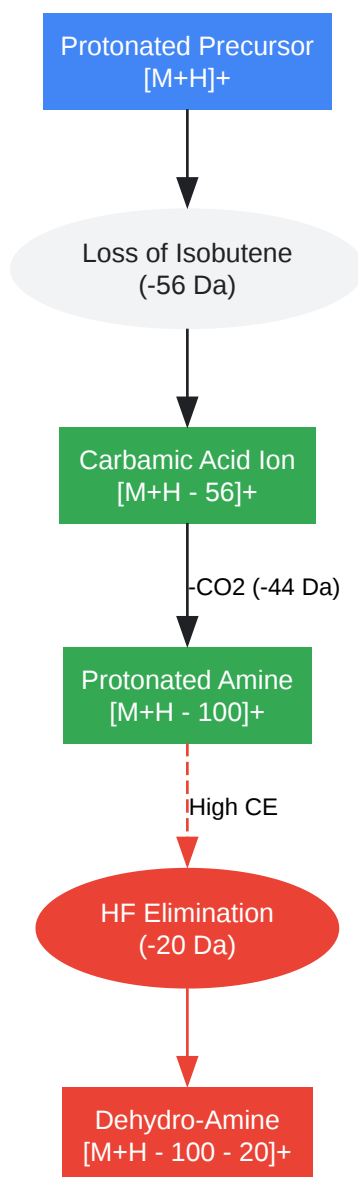 Protonated Precursor
[M+H]+
Loss of Isobutene
(-56 Da)
Carbamic Acid Ion
[M+H - 56]+
-CO2 (-44 Da)
Protonated Amine
[M+H - 100]+
High CE
HF Elimination
(-20 Da)
Dehydro-Amine
[M+H - 100 - 20]+